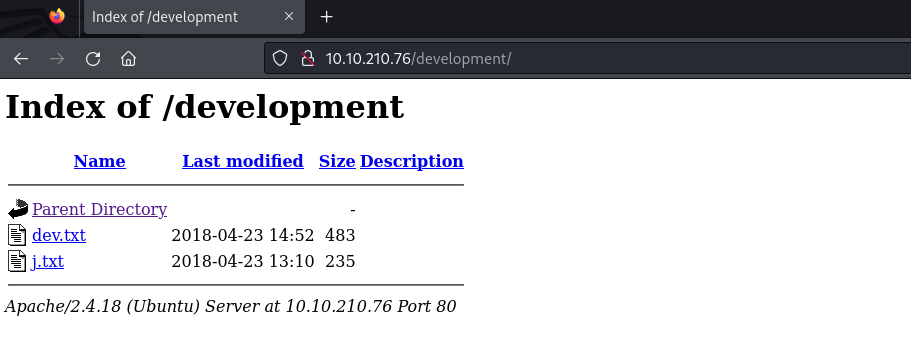 Index of /development
10.10.210.76/development/
Index of /development
Name Last modified Size Description
Parent Directory -
dev.txt 2018-04-23 14:52 483
j.txt 2018-04-23 13:10 235
Apache/2.4.18 (Ubuntu) Server at 10.10.210.76 Port 80